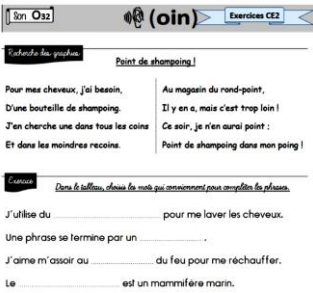 Son O32
(oin)
Exercices CE2
Recherche des graphies
Point de shampoing !
Pour mes cheveux, j'ai besoin,
D'une bouteille de shampoing.
J'en cherche une dans tous les coins
Et dans les moindres recoins.
Au magasin du rond-point,
Il y en a, mais c'est trop loin !
Ce soir, je n'en aurai point ;
Point de shampoing dans mon poing !
Exercice
Dans le tableau, choisis les mots qui conviennent pour compléter les phrases.
J'utilise du ........................ pour me laver les cheveux.
Une phrase se termine par un ........................ .
J'aime m'assoir au ........................ du feu pour me réchauffer.
Le ........................ est un mammifère marin.